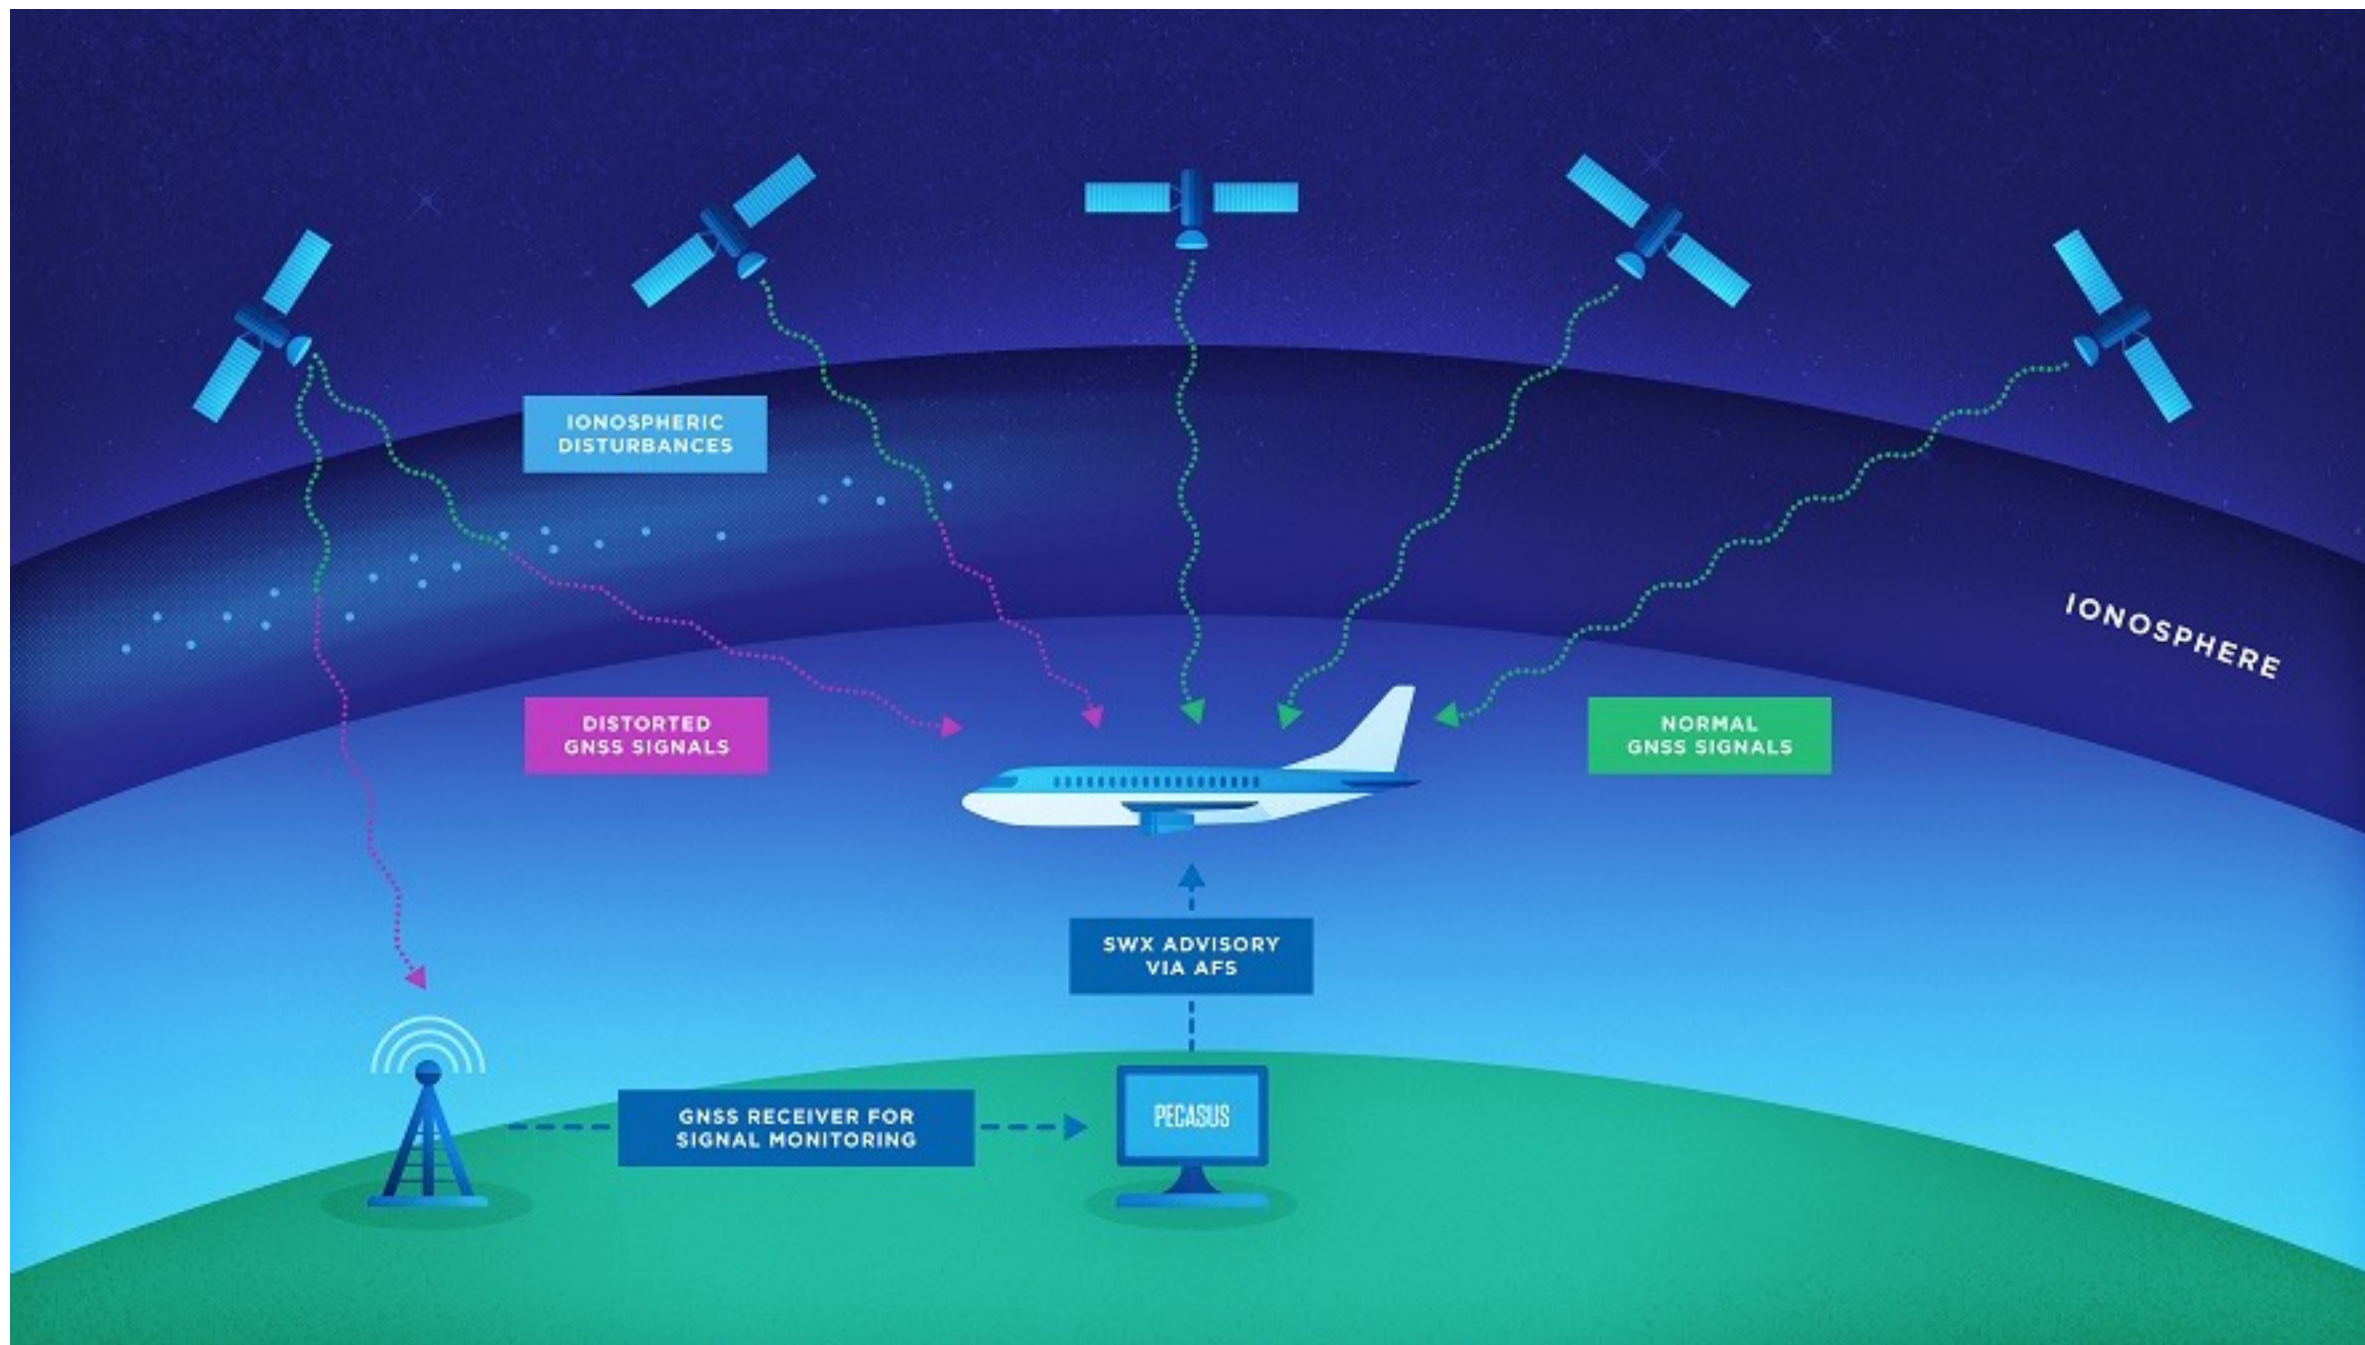 IONOSPHERIC
DISTURBANCES
IONOSPHERE
DISTORTED
GNSS SIGNALS
NORMAL
GNSS SIGNALS
SWX ADVISORY
VIA AFS
GNSS RECEIVER FOR
SIGNAL MONITORING
PECASUS